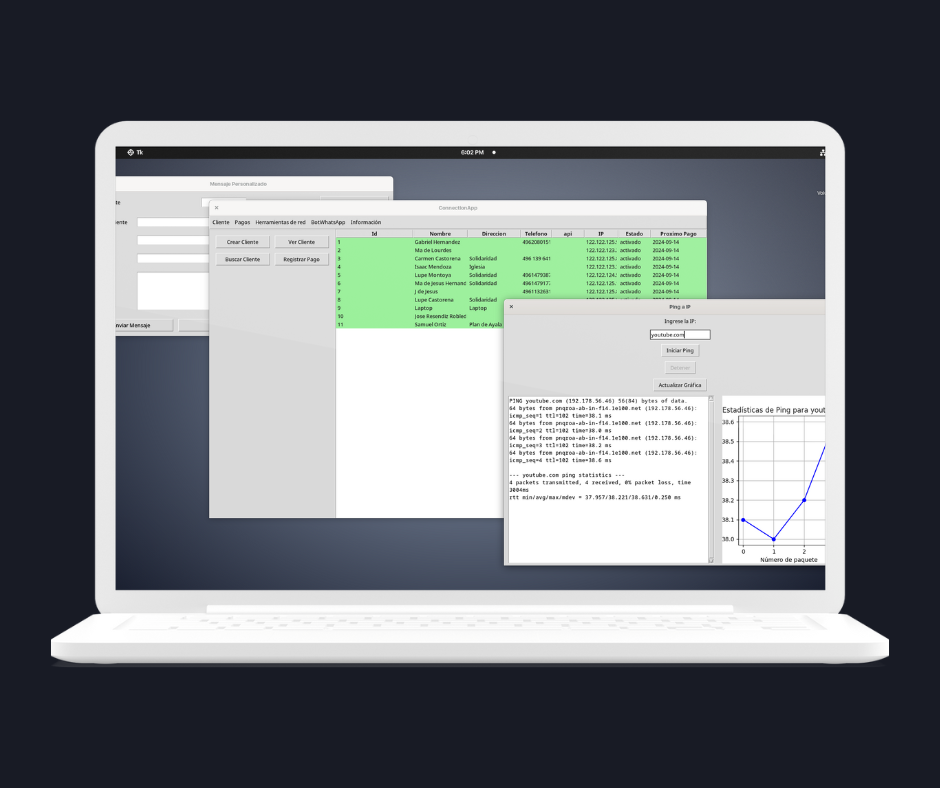 Tk 6:02 PM
Mensaje Personalizado
ConnectionApp
Cliente Pagos Herramientas de red BotWhatsApp Información
Crear Cliente Ver Cliente
Buscar Cliente Registrar Pago
Id Nombre Direccion Telefono api IP Estado Proximo Pago
1 Gabriel Hernandez 122.122.125. activado 2024-09-14
2 Ma de Lourdes 122.122.123. activado 2024-09-14
3 Carmen Castorena Solidaridad 496 139 641 122.122.125. activado 2024-09-14
4 Isaac Mendoza Iglesia 122.122.123. activado 2024-09-14
5 Lupe Montoya Solidaridad 122.122.124. activado 2024-09-14
6 Ma de Jesus Hernand Solidaridad 122.122.125. activado 2024-09-14
7 J de Jesus 122.122.125. activado 2024-09-14
8 Lupe Castorena Solidaridad
9 Laptop Laptop
10 Jose Resendiz Robles
11 Samuel Ortiz Plan de Ayala
nviar Mensaje
Ping a IP
Ingrese la IP:
youtube.com
Iniciar Ping
Detener
Actualizar Gráfica
PING youtube.com (192.178.56.46) 56(84) bytes of data.
64 bytes from pnqroa-ab-in-f14.1e100.net (192.178.56.46):
icmp_seq=1 ttl=102 time=38.1 ms
64 bytes from pnqroa-ab-in-f14.1e100.net (192.178.56.46):
icmp_seq=2 ttl=102 time=38.0 ms
64 bytes from pnqroa-ab-in-f14.1e100.net (192.178.56.46):
icmp_seq=3 ttl=102 time=38.2 ms
64 bytes from pnqroa-ab-in-f14.1e100.net (192.178.56.46):
icmp_seq=4 ttl=102 time=38.6 ms
--- youtube.com ping statistics ---
4 packets transmitted, 4 received, 0% packet loss, time
3004ms
rtt min/avg/max/mdev = 37.957/38.221/38.631/0.250 ms
Estadísticas de Ping para yout
38.6
38.5
38.4
38.3
38.2
38.1
38.0
0 1 2
Número de paquete